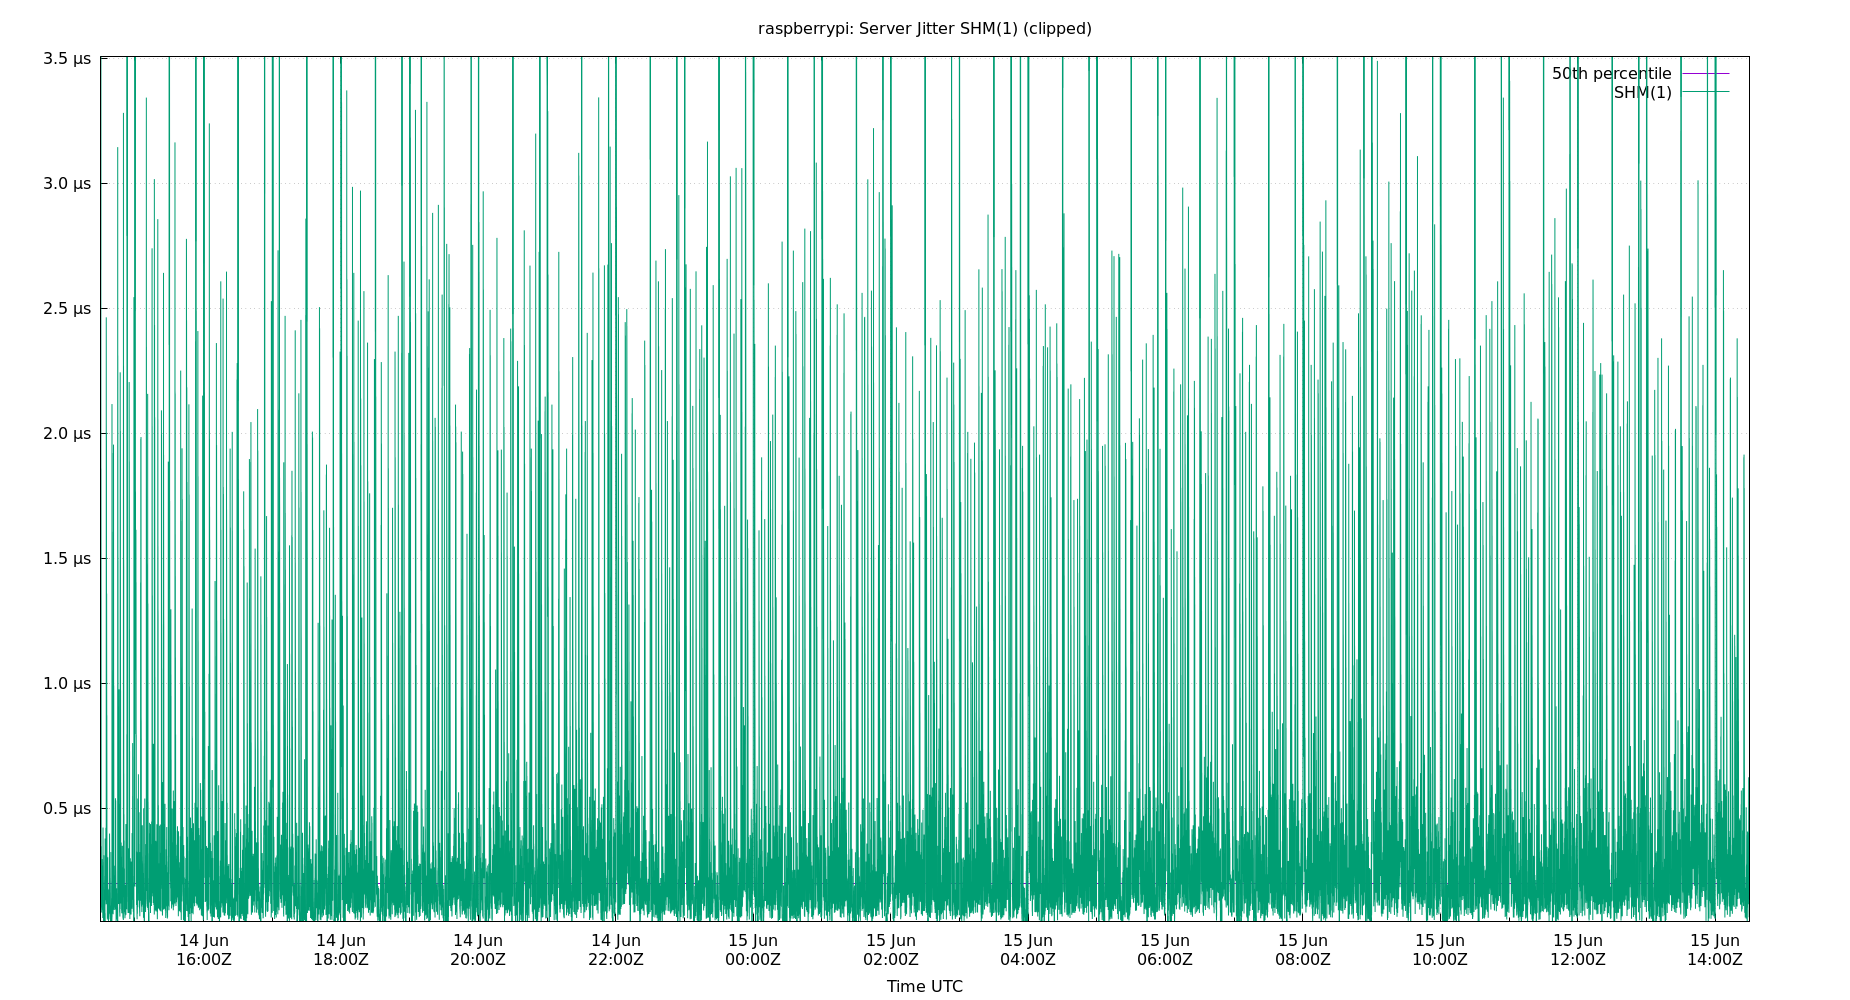 raspberrypi: Server Jitter SHM(1) (clipped)
3.5 µs
50th percentile
SHM(1)
3.0 µs
2.5 µs
2.0 µs
1.5 µs
1.0 µs
0.5 µs
14 Jun 14 Jun 14 Jun 14 Jun 15 Jun 15 Jun 15 Jun 15 Jun 15 Jun 15 Jun 15 Jun 15 Jun
16:00Z 18:00Z 20:00Z 22:00Z 00:00Z 02:00Z 04:00Z 06:00Z 08:00Z 10:00Z 12:00Z 14:00Z
Time UTC